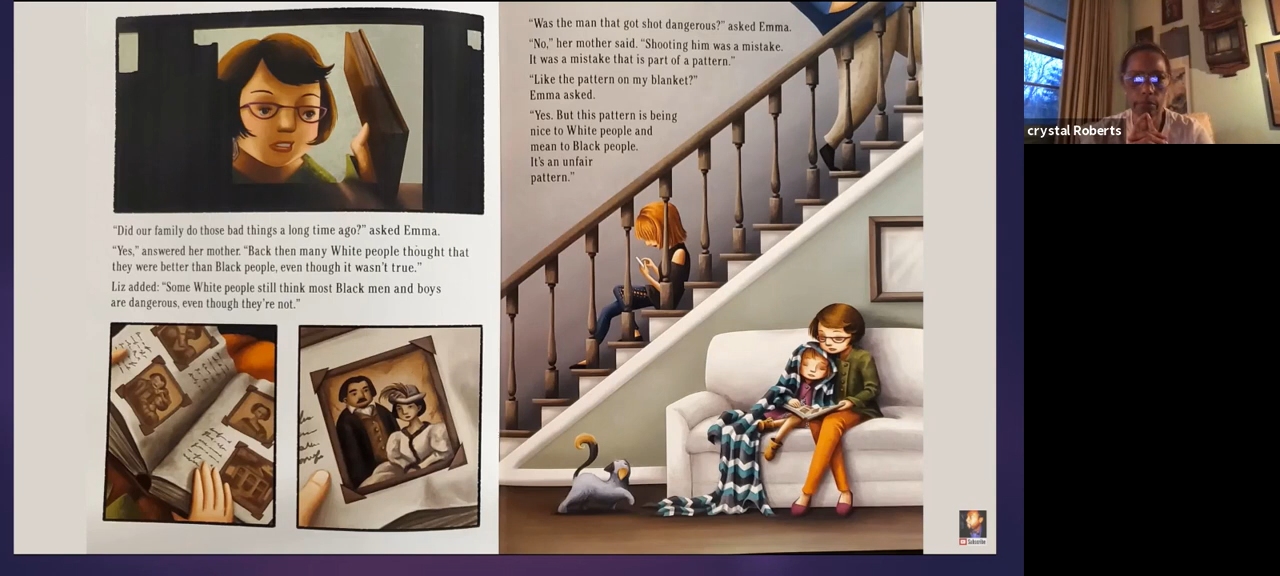 “Did our family do those bad things a long time ago?” asked Emma.
“Yes,” answered her mother. “Back then many White people thought that
they were better than Black people, even though it wasn’t true.”
Liz added: “Some White people still think most Black men and boys
are dangerous, even though they’re not.”
“Was the man that got shot dangerous?” asked Emma.
“No,” her mother said. “Shooting him was a mistake.
It was a mistake that is part of a pattern.”
“Like the pattern on my blanket?”
Emma asked.
“Yes. But this pattern is being
nice to White people and
mean to Black people.
It’s an unfair
pattern.”
Subscribe
crystal Roberts